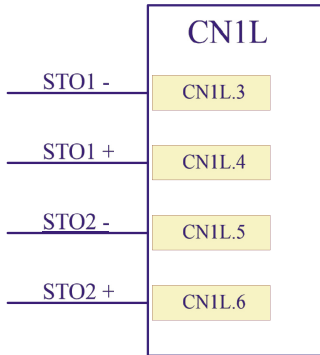 CN1L
STO1 - CN1L.3
STO1 + CN1L.4
STO2 - CN1L.5
STO2 + CN1L.6